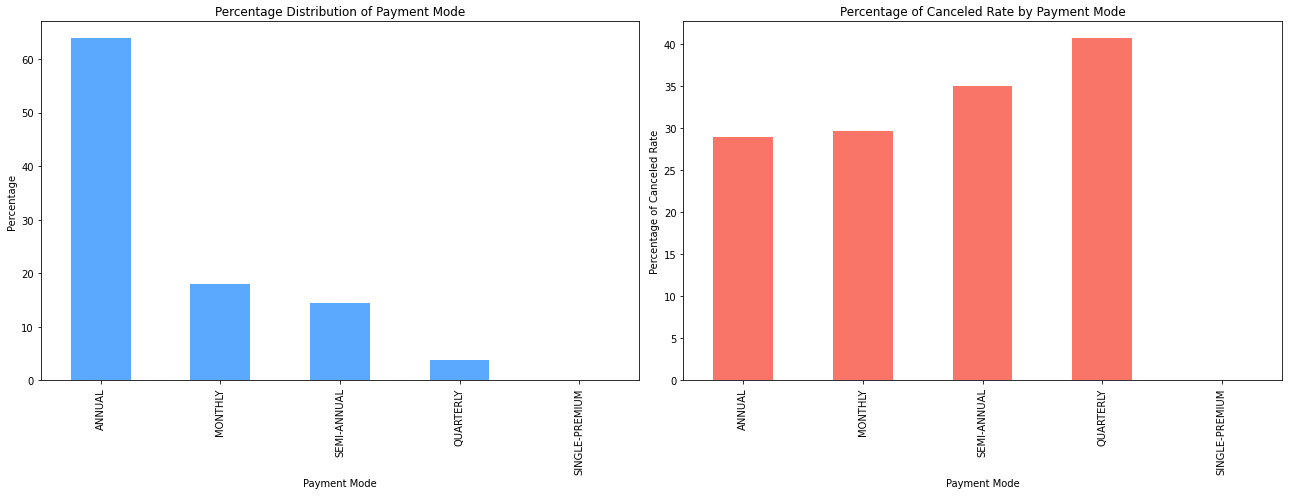 Percentage Distribution of Payment Mode
Percentage
60
50
40
30
20
10
0
ANNUAL
MONTHLY
SEMI-ANNUAL
QUARTERLY
SINGLE-PREMIUM
Payment Mode
Percentage of Canceled Rate by Payment Mode
Percentage of Canceled Rate
40
35
30
25
20
15
10
5
0
ANNUAL
MONTHLY
SEMI-ANNUAL
QUARTERLY
SINGLE-PREMIUM
Payment Mode